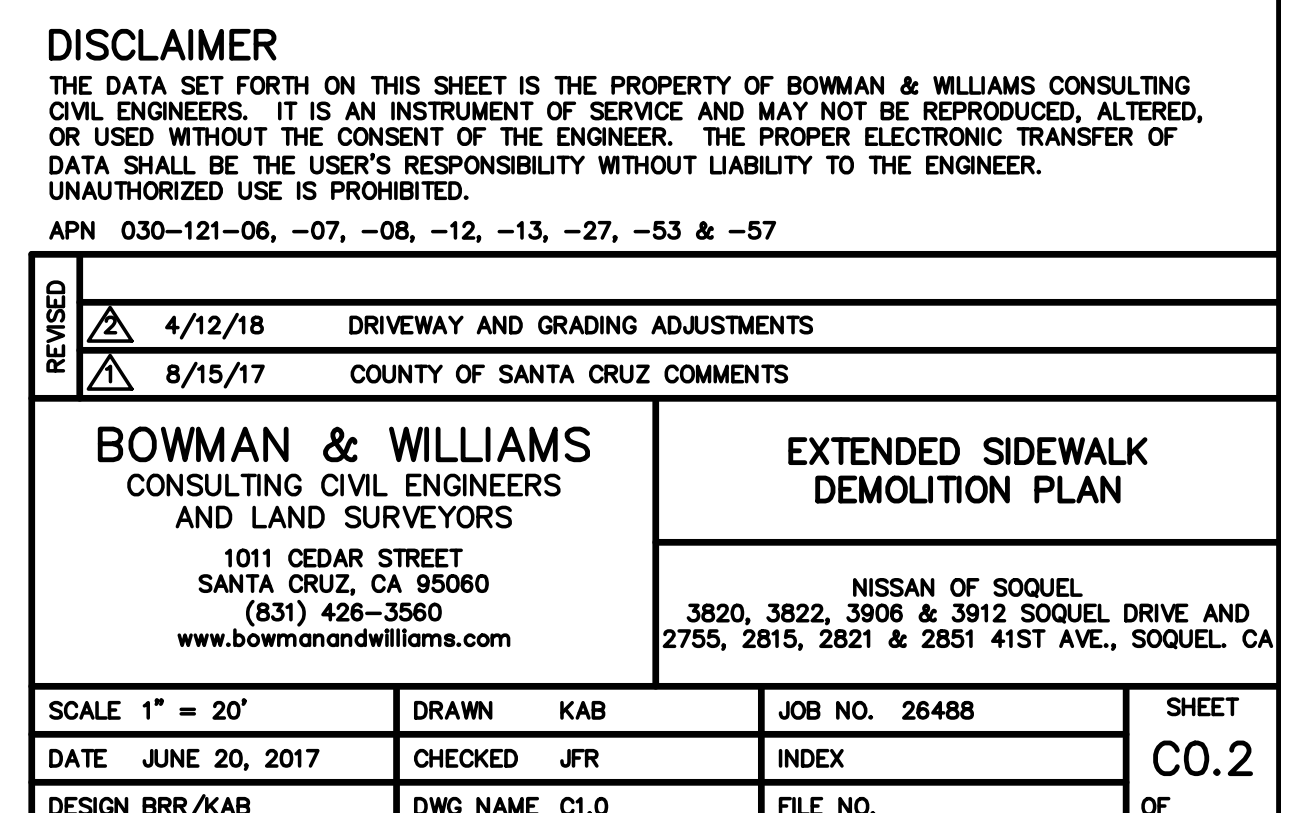 DISCLAIMER
THE DATA SET FORTH ON THIS SHEET IS THE PROPERTY OF BOWMAN & WILLIAMS CONSULTING
CIVIL ENGINEERS. IT IS AN INSTRUMENT OF SERVICE AND MAY NOT BE REPRODUCED, ALTERED,
OR USED WITHOUT THE CONSENT OF THE ENGINEER. THE PROPER ELECTRONIC TRANSFER OF
DATA SHALL BE THE USER'S RESPONSIBILITY WITHOUT LIABILITY TO THE ENGINEER.
UNAUTHORIZED USE IS PROHIBITED.
APN 030-121-06, -07, -08, -12, -13, -27, -53 & -57
REVISED
2 4/12/18 DRIVEWAY AND GRADING ADJUSTMENTS
1 8/15/17 COUNTY OF SANTA CRUZ COMMENTS
BOWMAN & WILLIAMS
CONSULTING CIVIL ENGINEERS
AND LAND SURVEYORS
1011 CEDAR STREET
SANTA CRUZ, CA 95060
(831) 426-3560
www.bowmanandwilliams.com
EXTENDED SIDEWALK
DEMOLITION PLAN
NISSAN OF SOQUEL
3820, 3822, 3906 & 3912 SOQUEL DRIVE AND
2755, 2815, 2821 & 2851 41ST AVE., SOQUEL. CA
SCALE 1" = 20' DRAWN KAB JOB NO. 26488
DATE JUNE 20, 2017 CHECKED JFR INDEX
DESIGN BRR/KAB DWG NAME C1.0 FILE NO.
SHEET
C0.2
OF